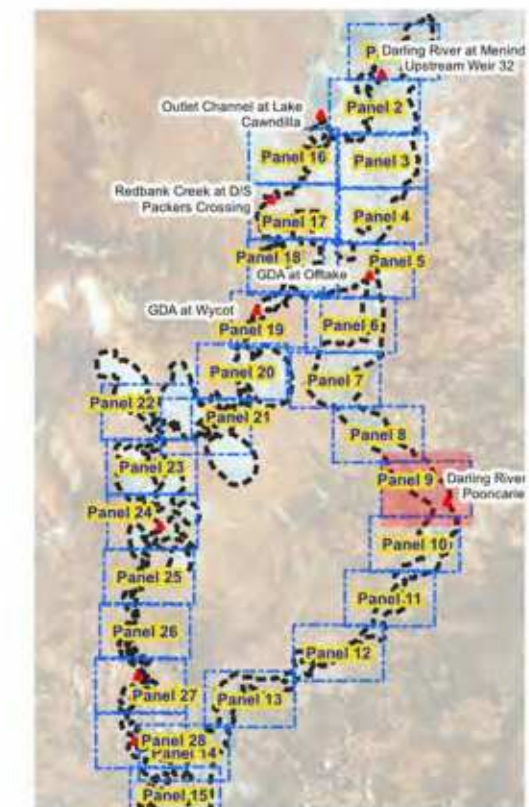 P
Darling River at Menind
Upstream Weir 32
Panel 2
Outlet Channel at Lake
Cawndilla
Panel 16
Panel 3
Redbank Creek at D/S
Packers Crossing
Panel 17
Panel 4
Panel 18
Panel 5
GDA at Offtake
GDA at Wycot
Panel 19
Panel 6
Panel 20
Panel 7
Panel 22
Panel 21
Panel 8
Panel 23
Panel 9
Darling River
Pooncarie
Panel 24
Panel 10
Panel 25
Panel 11
Panel 26
Panel 12
Panel 27
Panel 13
Panel 28
Panel 14
Panel 15